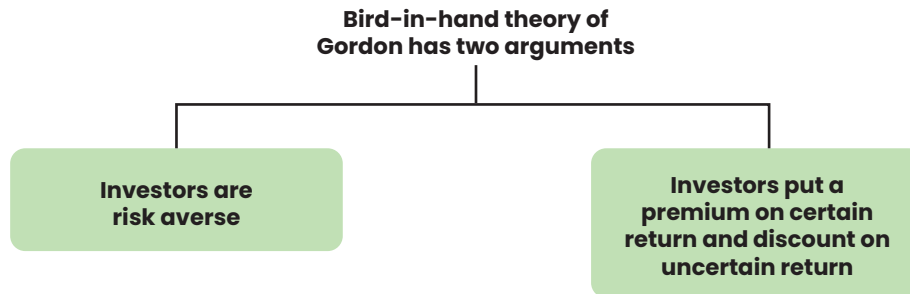 Bird-in-hand theory of
Gordon has two arguments
Investors are
risk averse
Investors put a
premium on certain
return and discount on
uncertain return